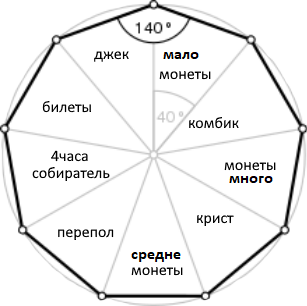 140°
джек
мало
монеты
40°
билеты
комбик
4часа
собиратель
монеты
много
крист
перепол
средне
монеты